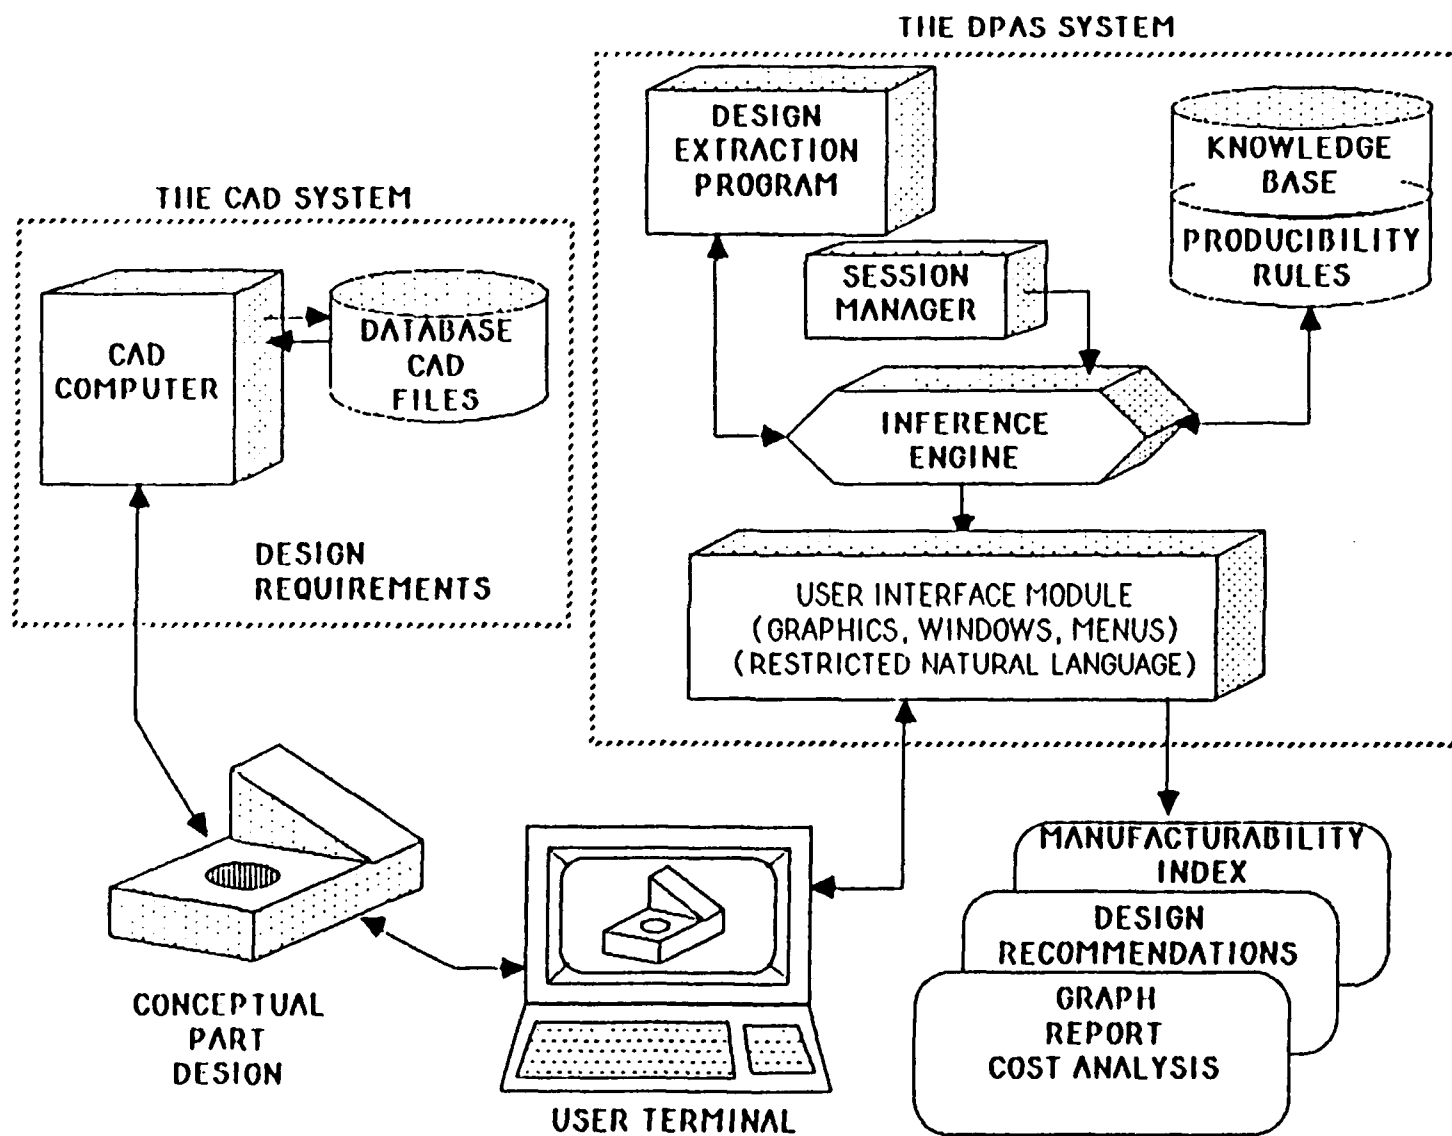 THE DPAS SYSTEM
DESIGN
EXTRACTION
PROGRAM
KNOWLEDGE
BASE
PRODUCIBILITY
RULES
THE CAD SYSTEM
SESSION
MANAGER
CAD
COMPUTER
DATABASE
CAD
FILES
INFERENCE
ENGINE
DESIGN
REQUIREMENTS
USER INTERFACE MODULE
(GRAPHICS, WINDOWS, MENUS)
(RESTRICTED NATURAL LANGUAGE)
MANUFACTURABILITY
INDEX
DESIGN
RECOMMENDATIONS
GRAPH
REPORT
COST ANALYSIS
CONCEPTUAL
PART
DESIGN
USER TERMINAL